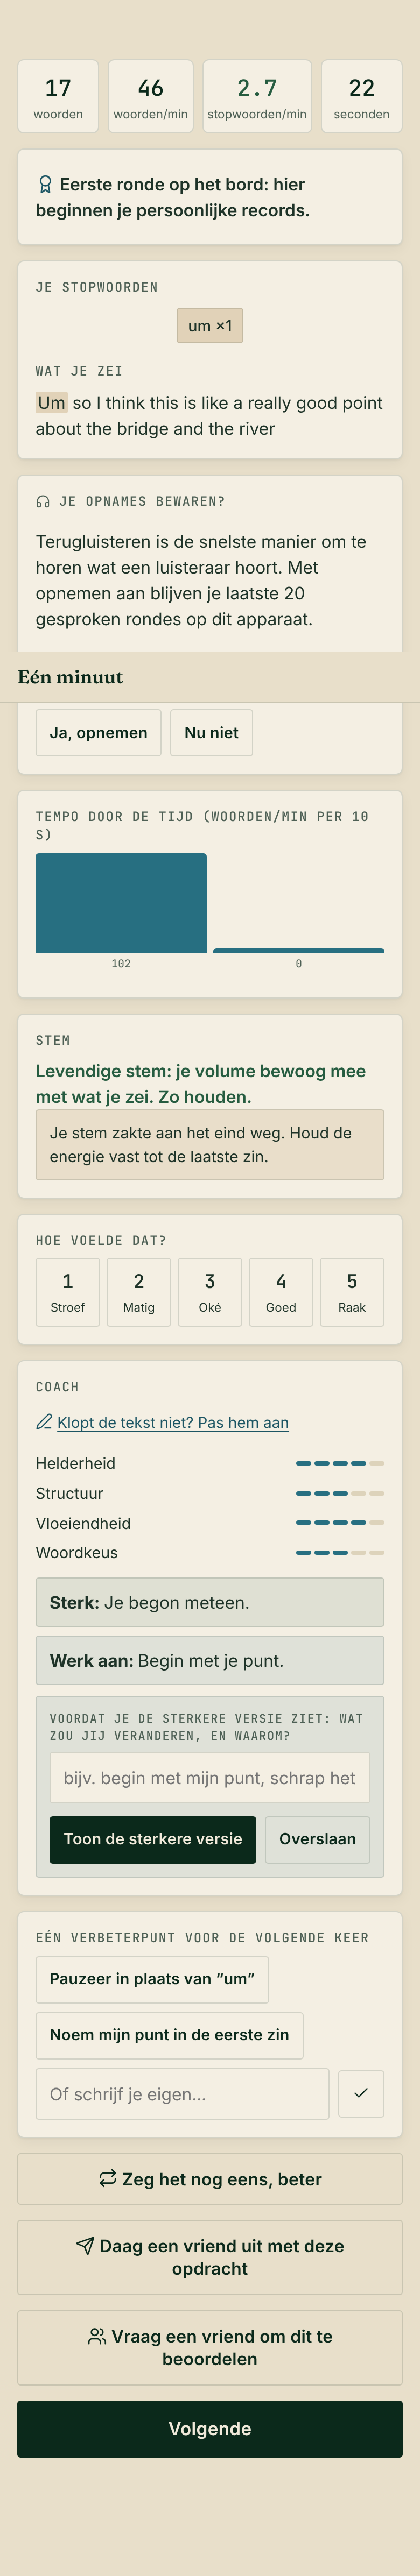 17
woorden
46
woorden/min
2.7
stopwoorden/min
22
seconden
Eerste ronde op het bord: hier
beginnen je persoonlijke records.
JE STOPWOORDEN
um ×1
WAT JE ZEI
Um so I think this is like a really good point
about the bridge and the river
JE OPNAMES BEWAREN?
Terugluisteren is de snelste manier om te
horen wat een luisteraar hoort. Met
opnemen aan blijven je laatste 20
gesproken rondes op dit apparaat.
Eén minuut
Ja, opnemen
Nu niet
TEMPO DOOR DE TIJD (WOORDEN/MIN PER 10
S)
102
0
STEM
Levendige stem: je volume bewoog mee
met wat je zei. Zo houden.
Je stem zakte aan het eind weg. Houd de
energie vast tot de laatste zin.
HOE VOELDE DAT?
1
Stroef
2
Matig
3
Oké
4
Goed
5
Raak
COACH
Klopt de tekst niet? Pas hem aan
Helderheid
Structuur
Vloeiendheid
Woordkeus
Sterk: Je begon meteen.
Werk aan: Begin met je punt.
VOORDAT JE DE STERKERE VERSIE ZIET: WAT
ZOU JIJ VERANDEREN, EN WAAROM?
bijv. begin met mijn punt, schrap het
Toon de sterkere versie
Overslaan
EÉN VERBETERPUNT VOOR DE VOLGENDE KEER
Pauzeer in plaats van “um”
Noem mijn punt in de eerste zin
Of schrijf je eigen...
Zeg het nog eens, beter
Daag een vriend uit met deze
opdracht
Vraag een vriend om dit te
beoordelen
Volgende